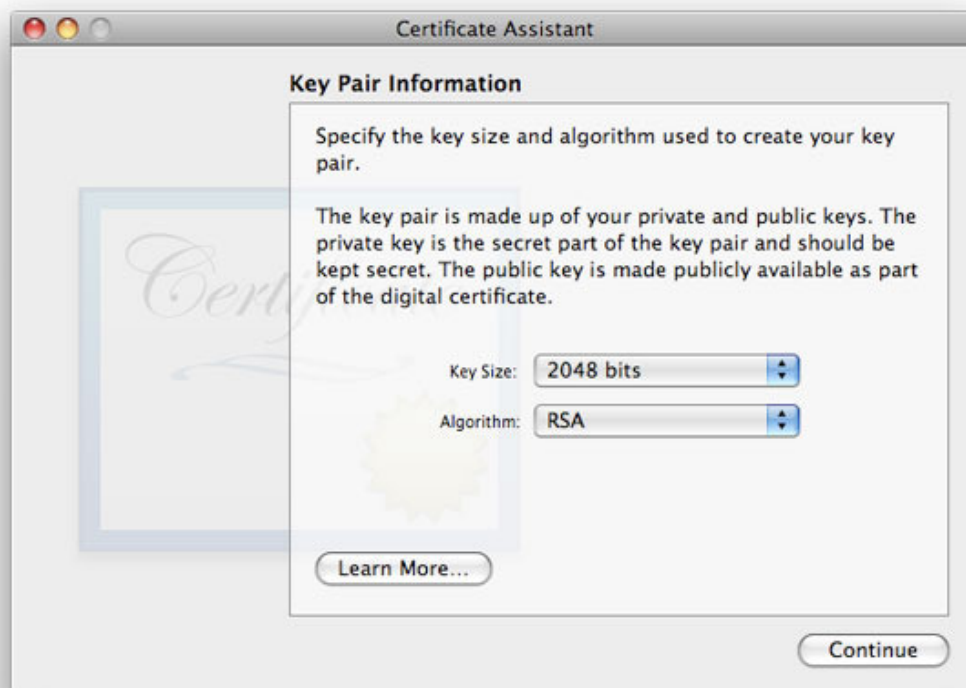 Certificate Assistant
Key Pair Information
Specify the key size and algorithm used to create your key
pair.
The key pair is made up of your private and public keys. The
private key is the secret part of the key pair and should be
kept secret. The public key is made publicly available as part
of the digital certificate.
Certificate
Key Size: 2048 bits
Algorithm: RSA
Learn More...
Continue